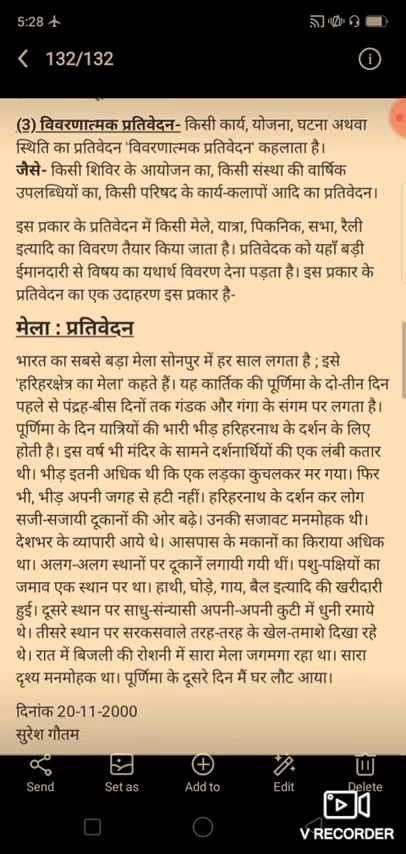 5:28
132/132
(3) विवरणात्मक प्रतिवेदन- किसी कार्य, योजना, घटना अथवा
स्थिति का प्रतिवेदन 'विवरणात्मक प्रतिवेदन' कहलाता है।
जैसे- किसी शिविर के आयोजन का, किसी संस्था की वार्षिक
उपलब्धियों का, किसी परिषद के कार्य-कलापों आदि का प्रतिवेदन।
इस प्रकार के प्रतिवेदन में किसी मेले, यात्रा, पिकनिक, सभा, रैली
इत्यादि का विवरण तैयार किया जाता है। प्रतिवेदक को यहाँ बड़ी
ईमानदारी से विषय का यथार्थ विवरण देना पड़ता है। इस प्रकार के
प्रतिवेदन का एक उदाहरण इस प्रकार है-
मेला : प्रतिवेदन
भारत का सबसे बड़ा मेला सोनपुर में हर साल लगता है ; इसे
'हरिहरक्षेत्र का मेला' कहते हैं। यह कार्तिक की पूर्णिमा के दो-तीन दिन
पहले से पंद्रह-बीस दिनों तक गंडक और गंगा के संगम पर लगता है।
पूर्णिमा के दिन यात्रियों की भारी भीड़ हरिहरनाथ के दर्शन के लिए
होती है। इस वर्ष भी मंदिर के सामने दर्शनार्थियों की एक लंबी कतार
थी। भीड़ इतनी अधिक थी कि एक लड़का कुचलकर मर गया। फिर
भी, भीड़ अपनी जगह से हटी नहीं। हरिहरनाथ के दर्शन कर लोग
सजी-सजायी दूकानों की ओर बढ़े। उनकी सजावट मनमोहक थी।
देशभर के व्यापारी आये थे। आसपास के मकानों का किराया अधिक
था। अलग-अलग स्थानों पर दूकानें लगायी गयी थीं। पशु-पक्षियों का
जमाव एक स्थान पर था। हाथी, घोड़े, गाय, बैल इत्यादि की खरीदारी
हुई। दूसरे स्थान पर साधु-संन्यासी अपनी-अपनी कुटी में धुनी रमाये
थे। तीसरे स्थान पर सरकसवाले तरह-तरह के खेल-तमाशे दिखा रहे
थे। रात में बिजली की रोशनी में सारा मेला जगमगा रहा था। सारा
दृश्य मनमोहक था। पूर्णिमा के दूसरे दिन मैं घर लौट आया।
दिनांक 20-11-2000
सुरेश गौतम
Send Set as Add to Edit Delete
V RECORDER